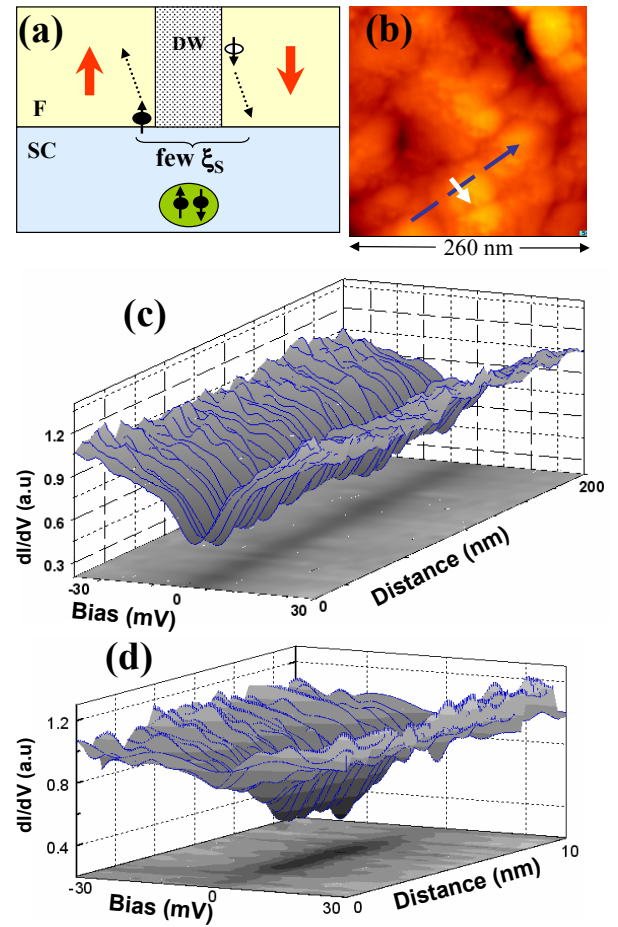 (a)
DW
F
SC
few ξS
(b)
260 nm
(c)
dI/dV (a.u)
1.2
0.9
0.6
0.3
-30
0
30
Bias (mV)
0
200
Distance (nm)
(d)
dI/dV (a.u)
1.2
1.0
0.8
0.4
-30
0
30
Bias (mV)
0
10
Distance (nm)